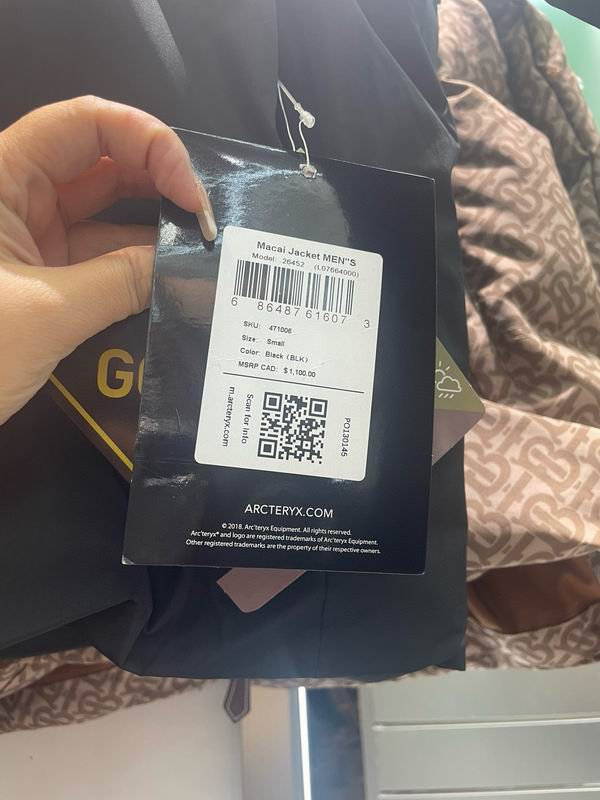 Macai Jacket MEN"S
Model: 26452 (L07664000)
6 86487 61607 3
SKU: 471006
Size: Small
Color: Black (BLK)
MSRP CAD: $1,100.00
Scan for info
m.arcteryx.com
PO130145
G
ARCTERYX.COM
© 2018. Arc'teryx Equipment. All rights reserved.
Arc'teryx® and logo are registered trademarks of Arc'teryx Equipment.
Other registered trademarks are the property of their respective owners.